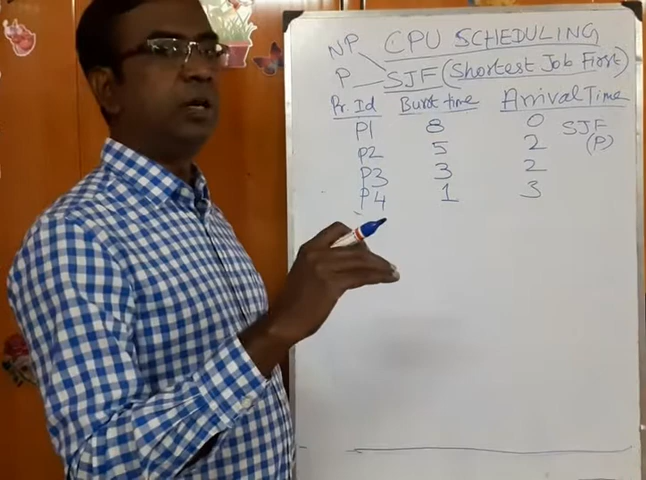 NP CPU SCHEDULING
P SJF (Shortest Job First)
Pr. Id Burst time Arrival Time
P1 8 0 SJF
P2 5 2 (P)
P3 3 2
P4 1 3